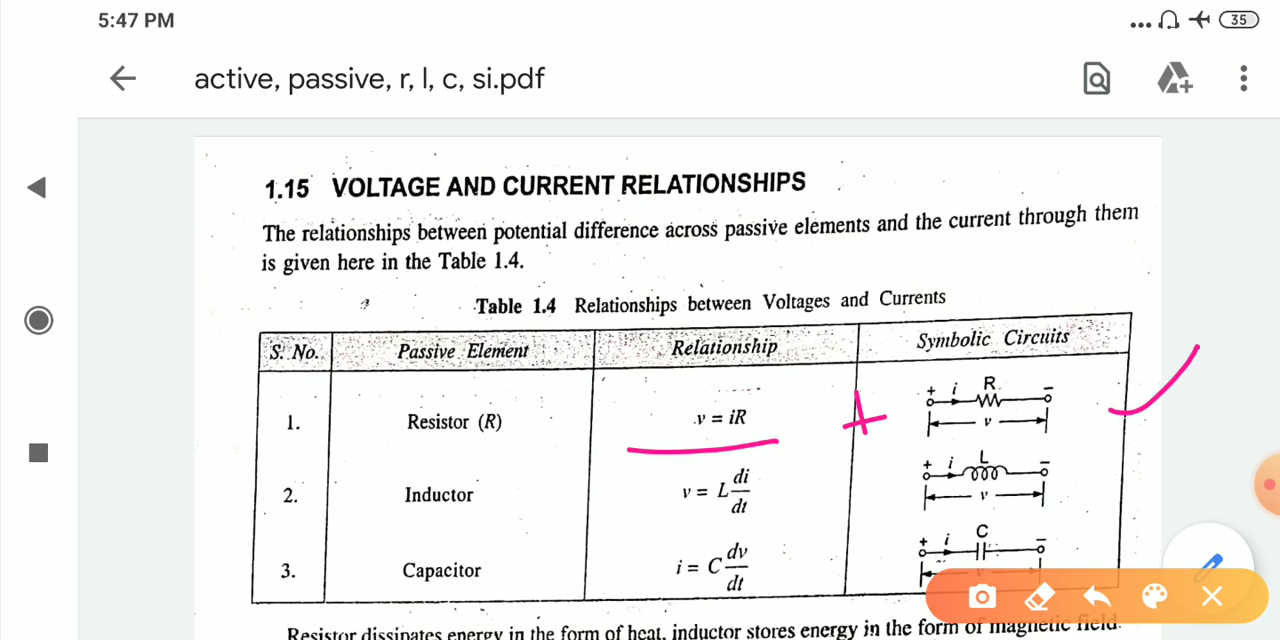 5:47 PM
35
active, passive, r, l, c, si.pdf
1.15 VOLTAGE AND CURRENT RELATIONSHIPS
The relationships between potential difference across passive elements and the current through them
is given here in the Table 1.4.
Table 1.4 Relationships between Voltages and Currents
S. No. Passive Element Relationship Symbolic Circuits
1. Resistor (R) v = iR + i R − v
2. Inductor v = L di/dt + i L − v
3. Capacitor i = C dv/dt + i C −
Resistor dissipates energy in the form of heat, inductor stores energy in the form of magnetic field.